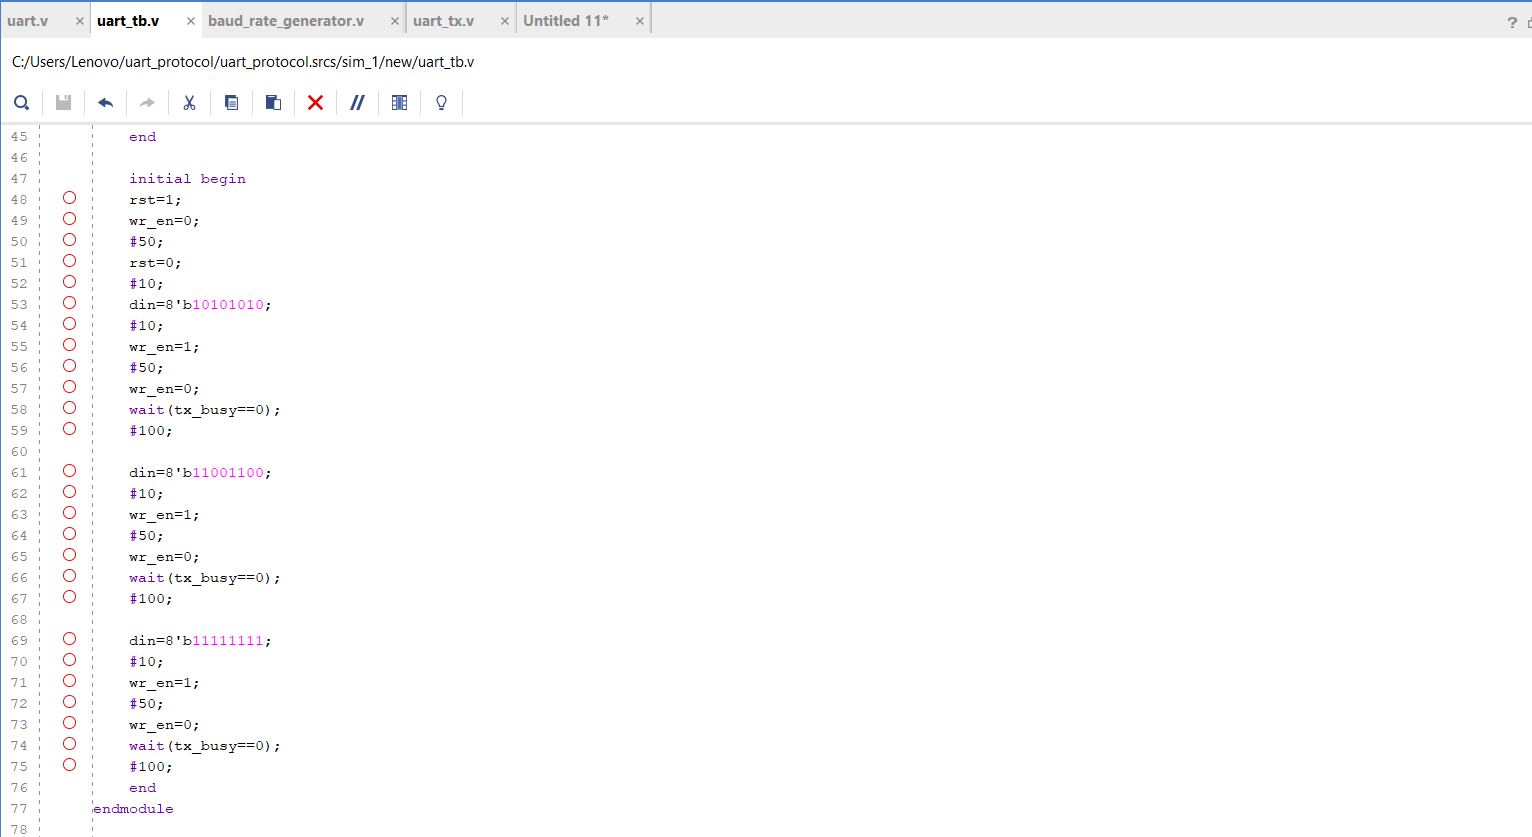 uart.v × uart_tb.v × baud_rate_generator.v × uart_tx.v × Untitled 11* × ?
C:/Users/Lenovo/uart_protocol/uart_protocol.srcs/sim_1/new/uart_tb.v
45 end
46
47 initial begin
48 rst=1;
49 wr_en=0;
50 #50;
51 rst=0;
52 #10;
53 din=8'b10101010;
54 #10;
55 wr_en=1;
56 #50;
57 wr_en=0;
58 wait(tx_busy==0);
59 #100;
60
61 din=8'b11001100;
62 #10;
63 wr_en=1;
64 #50;
65 wr_en=0;
66 wait(tx_busy==0);
67 #100;
68
69 din=8'b11111111;
70 #10;
71 wr_en=1;
72 #50;
73 wr_en=0;
74 wait(tx_busy==0);
75 #100;
76 end
77 endmodule
78